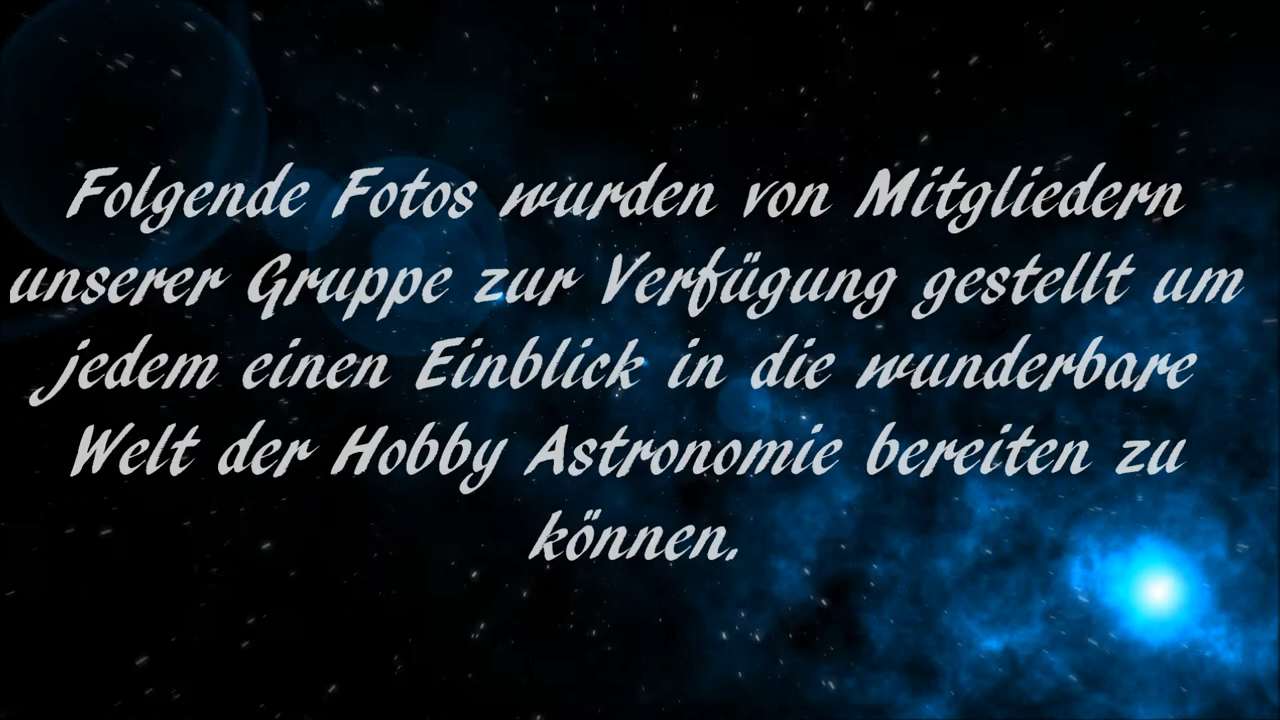 Folgende Fotos wurden von Mitgliedern
unserer Gruppe zur Verfügung gestellt um
jedem einen Einblick in die wunderbare
Welt der Hobby Astronomie bereiten zu
können.